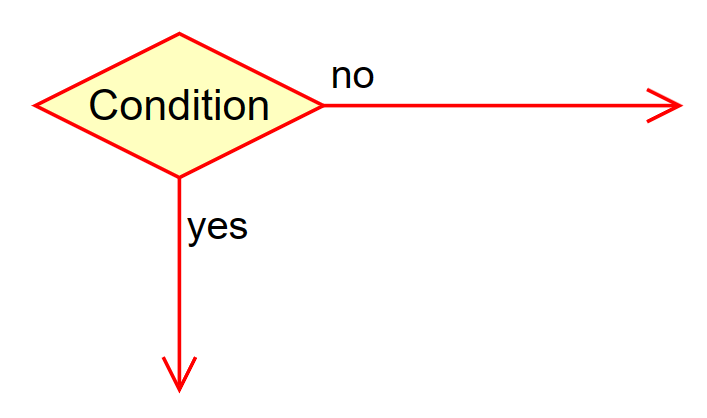 no
Condition
yes